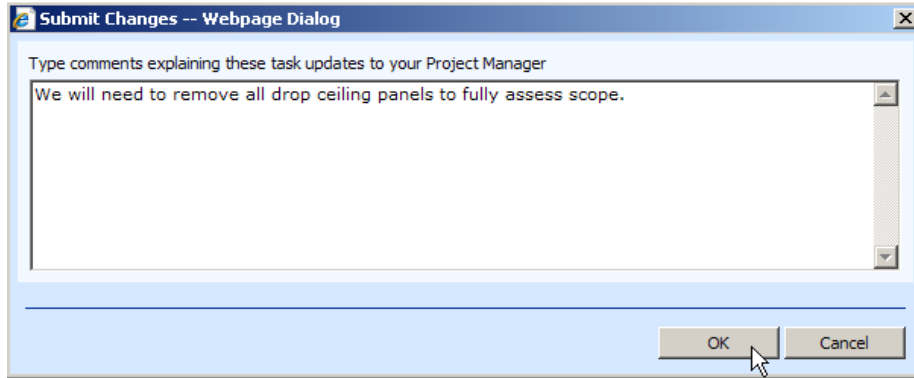 Submit Changes -- Webpage Dialog
Type comments explaining these task updates to your Project Manager
We will need to remove all drop ceiling panels to fully assess scope.
OK Cancel